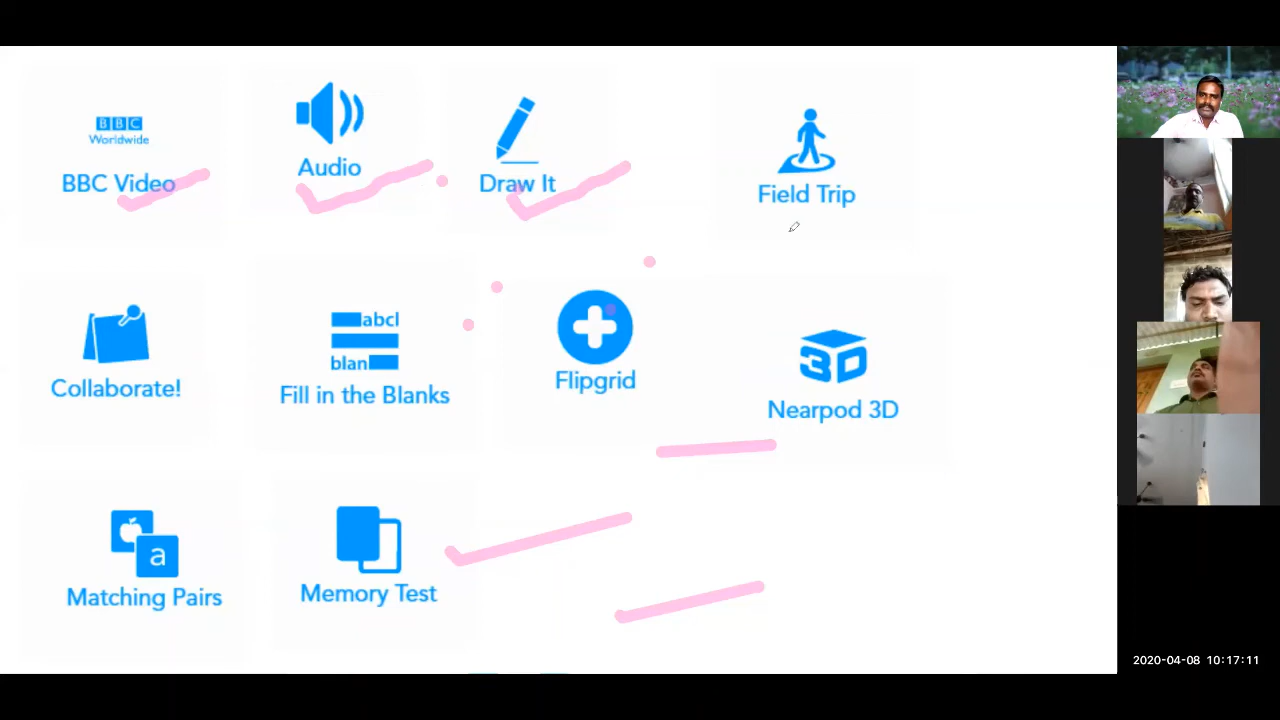 BBC
Worldwide
BBC Video
Audio
Draw It
Field Trip
Collaborate!
abcl
blan
Fill in the Blanks
Flipgrid
3D
Nearpod 3D
a
Matching Pairs
Memory Test
2020-04-08 10:17:11